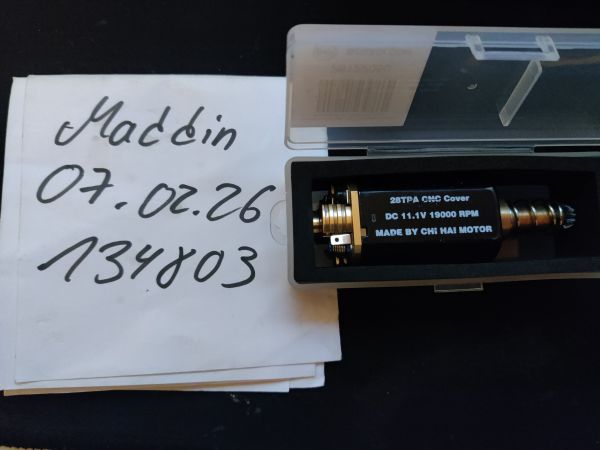 Maddin
07.02.26
134803
28TPA CNC Cover
DC 11.1V 19000 RPM
MADE BY CHI HAI MOTOR